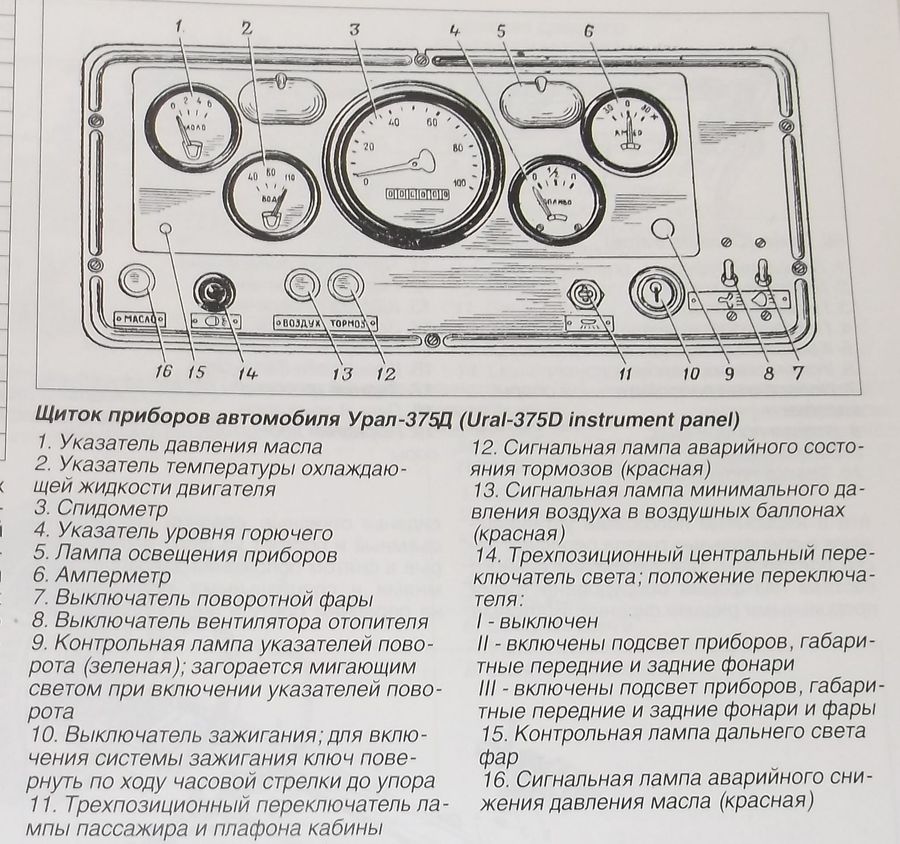 1. 2 3 4 5 6
0 2 4 6
40 80 110
ВОДА
0 20 40 60 80 100
0 1/2 П
30 0
АМПЕР
МАСЛО
ВОЗДУХ ТОРМОЗ
16 15 14 13 12 11 10 9 8 7
Щиток приборов автомобиля Урал-375Д (Ural-375D instrument panel)
1. Указатель давления масла
2. Указатель температуры охлаждаю-
щей жидкости двигателя
3. Спидометр
4. Указатель уровня горючего
5. Лампа освещения приборов
6. Амперметр
7. Выключатель поворотной фары
8. Выключатель вентилятора отопителя
9. Контрольная лампа указателей пово-
рота (зеленая); загорается мигающим
светом при включении указателей пово-
рота
10. Выключатель зажигания; для вклю-
чения системы зажигания ключ пове-
рнуть по ходу часовой стрелки до упора
11. Трехпозиционный переключатель ла-
мпы пассажира и плафона кабины
12. Сигнальная лампа аварийного состо-
яния тормозов (красная)
13. Сигнальная лампа минимального да-
вления воздуха в воздушных баллонах
(красная)
14. Трехпозиционный центральный пере-
ключатель света; положение переключа-
теля:
I - выключен
II - включены подсвет приборов, габари-
тные передние и задние фонари
III - включены подсвет приборов, габари-
тные передние и задние фонари и фары
15. Контрольная лампа дальнего света
фар
16. Сигнальная лампа аварийного сни-
жения давления масла (красная)